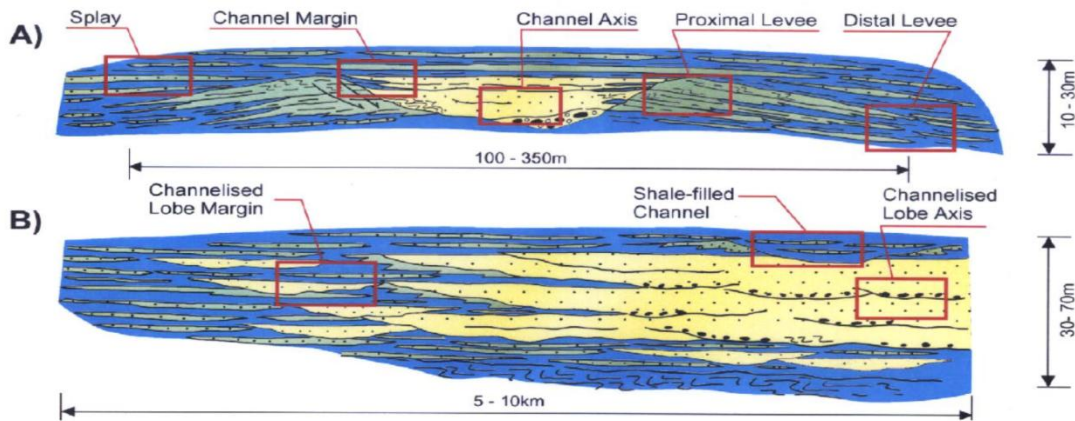 A)
Splay
Channel Margin
Channel Axis
Proximal Levee
Distal Levee
10 - 30m
100 - 350m
B)
Channelised
Lobe Margin
Shale-filled
Channel
Channelised
Lobe Axis
30- 70m
5 - 10km